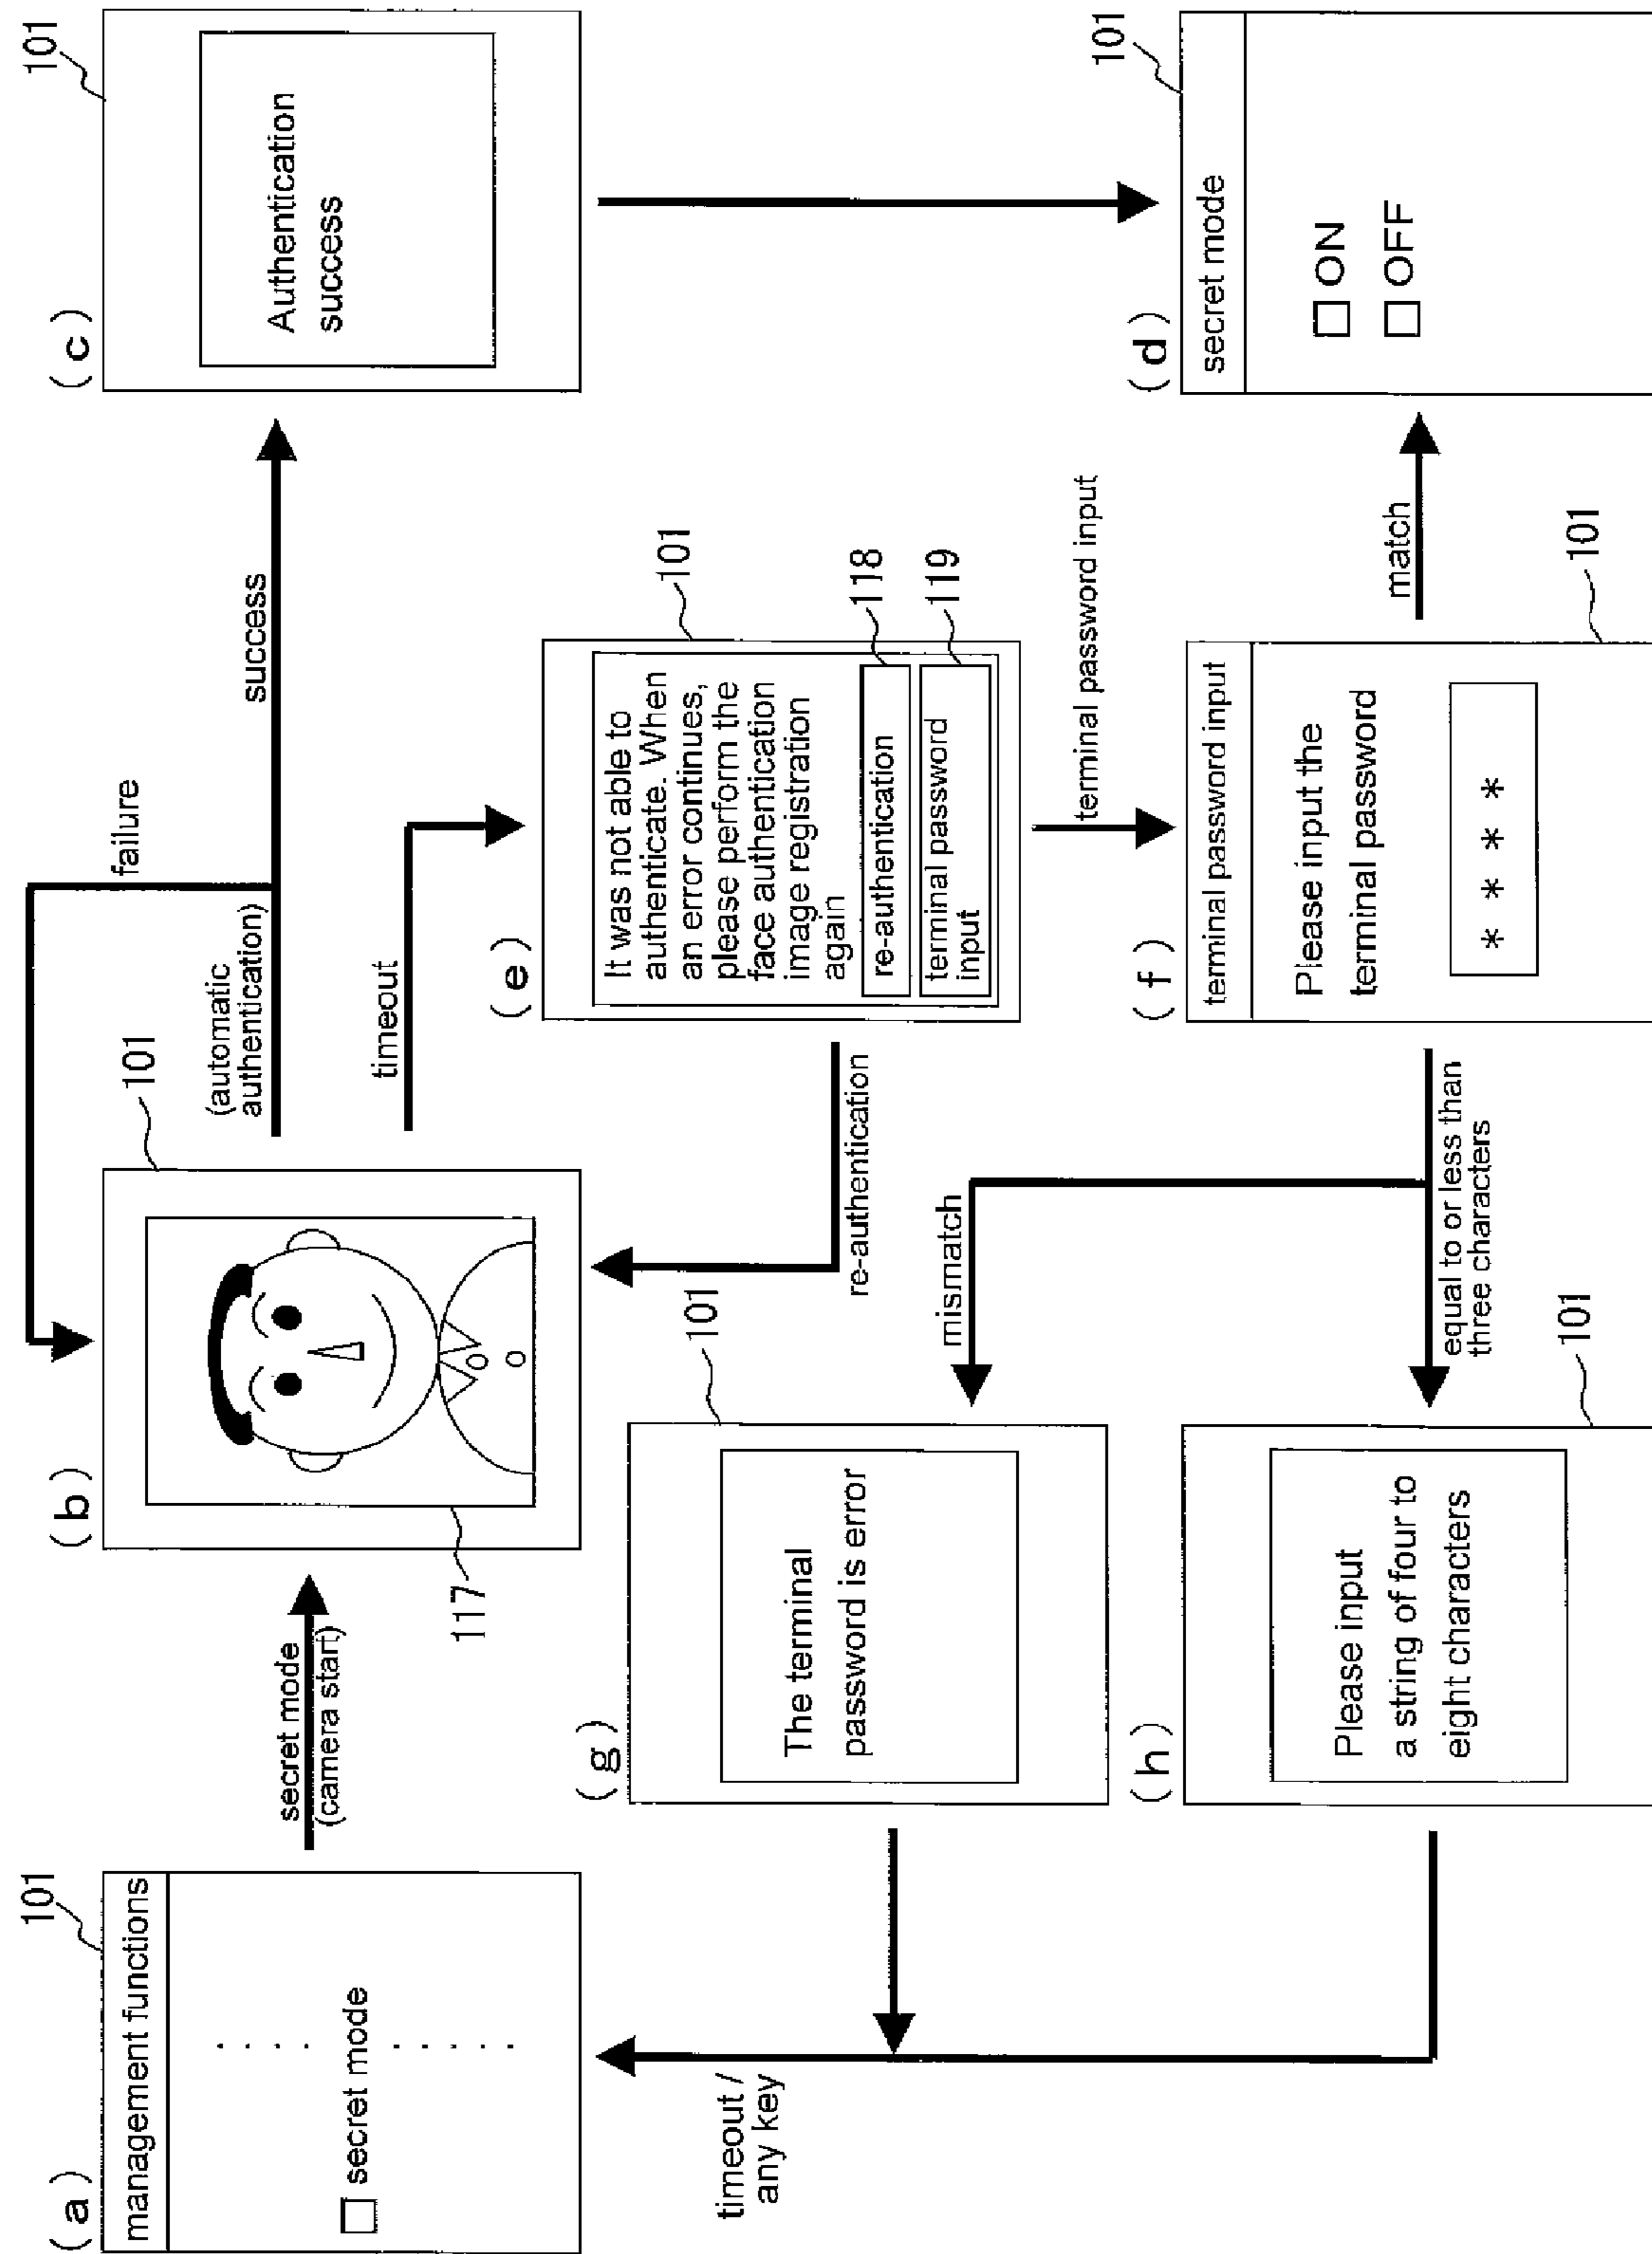 (a)
101
management functions
secret mode
secret mode
(camera start)
(b)
101
117
failure
(automatic
authentication)
success
(c)
101
Authentication
success
timeout
(e)
101
It was not able to
authenticate. When
an error continues,
please perform the
face authentication
image registration
again
re-authentication
118
terminal password
input
119
re-authentication
terminal password input
(f)
terminal password input
Please input the
terminal password
* * * *
101
match
(d)
101
secret mode
ON
OFF
mismatch
equal to or less than
three characters
(g)
101
The terminal
password is error
(h)
101
Please input
a string of four to
eight characters
timeout /
any key